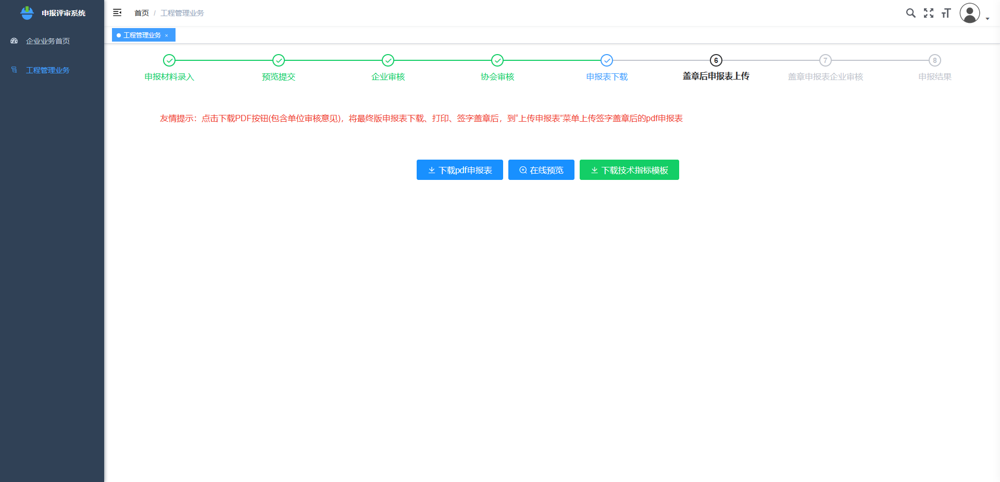 申报评审系统
首页 / 工程管理业务
工程管理业务 ×
企业业务首页
工程管理业务
申报材料录入
预览提交
企业审核
协会审核
申报表下载
6
盖章后申报表上传
7
盖章申报表企业审核
8
申报结果
友情提示：点击下载PDF按钮(包含单位审核意见)，将最终版申报表下载、打印、签字盖章后，到“上传申报表”菜单上传签字盖章后的pdf申报表
下载pdf申报表
在线预览
下载技术指标模板